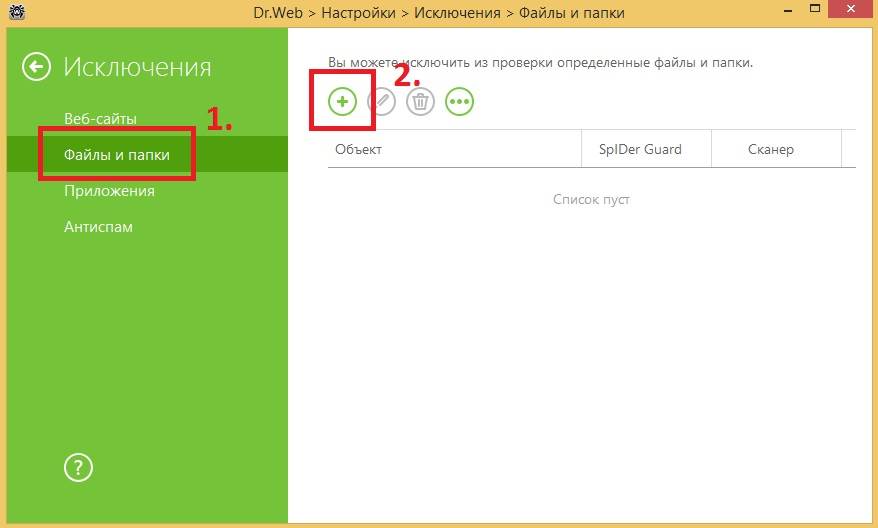 Dr.Web > Настройки > Исключения > Файлы и папки
Исключения
Веб-сайты
1.
Файлы и папки
Приложения
Антиспам
?
Вы можете исключить из проверки определенные файлы и папки.
2.
Объект SpIDer Guard Сканер
Список пуст